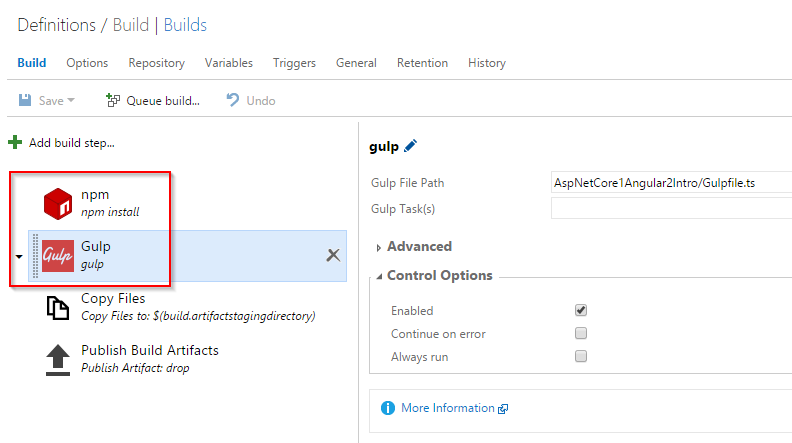 Definitions / Build | Builds
Build Options Repository Variables Triggers General Retention History
Save Queue build... Undo
Add build step...
npm
npm install
Gulp
Gulp
gulp
Copy Files
Copy Files to: $(build.artifactstagingdirectory)
Publish Build Artifacts
Publish Artifact: drop
gulp
Gulp File Path AspNetCore1Angular2Intro/Gulpfile.ts
Gulp Task(s)
Advanced
Control Options
Enabled
Continue on error
Always run
More Information